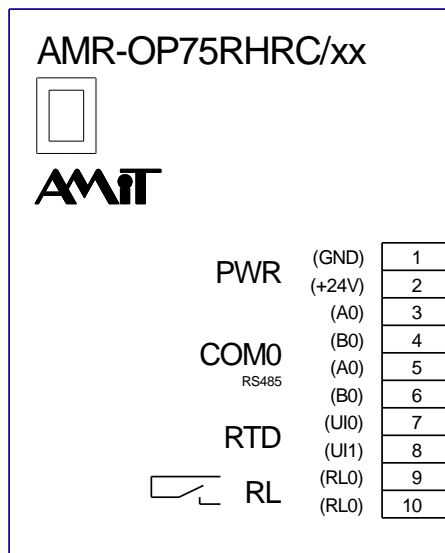 AMR-OP75RHRC/xx
AMiT
PWR
(GND) 1
(+24V) 2
(A0) 3
COM0
RS485
(B0) 4
(A0) 5
(B0) 6
RTD
(UI0) 7
(UI1) 8
RL
(RL0) 9
(RL0) 10